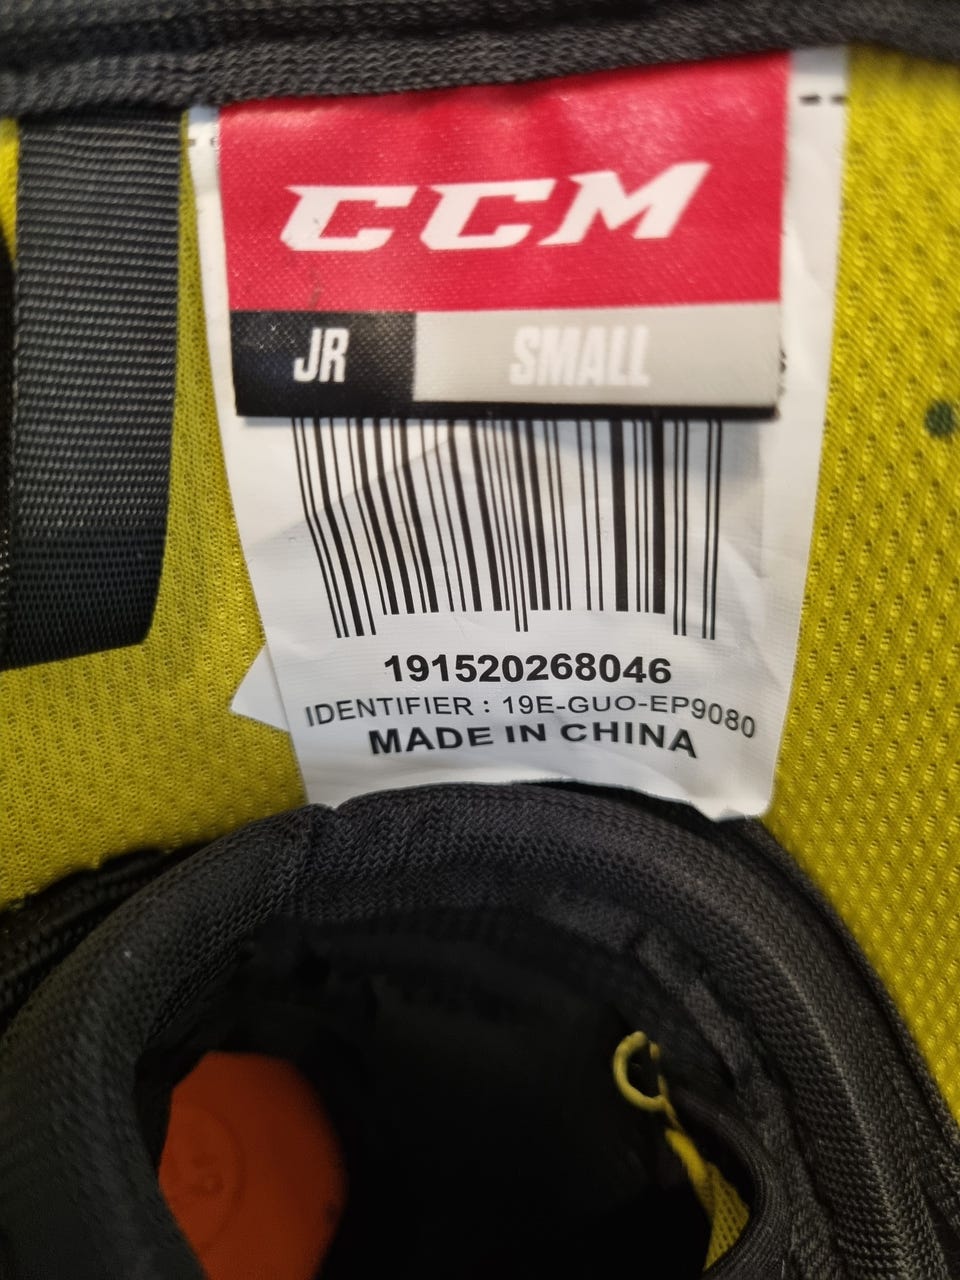 CCM
JR SMALL
191520268046
IDENTIFIER : 19E-GUO-EP9080
MADE IN CHINA